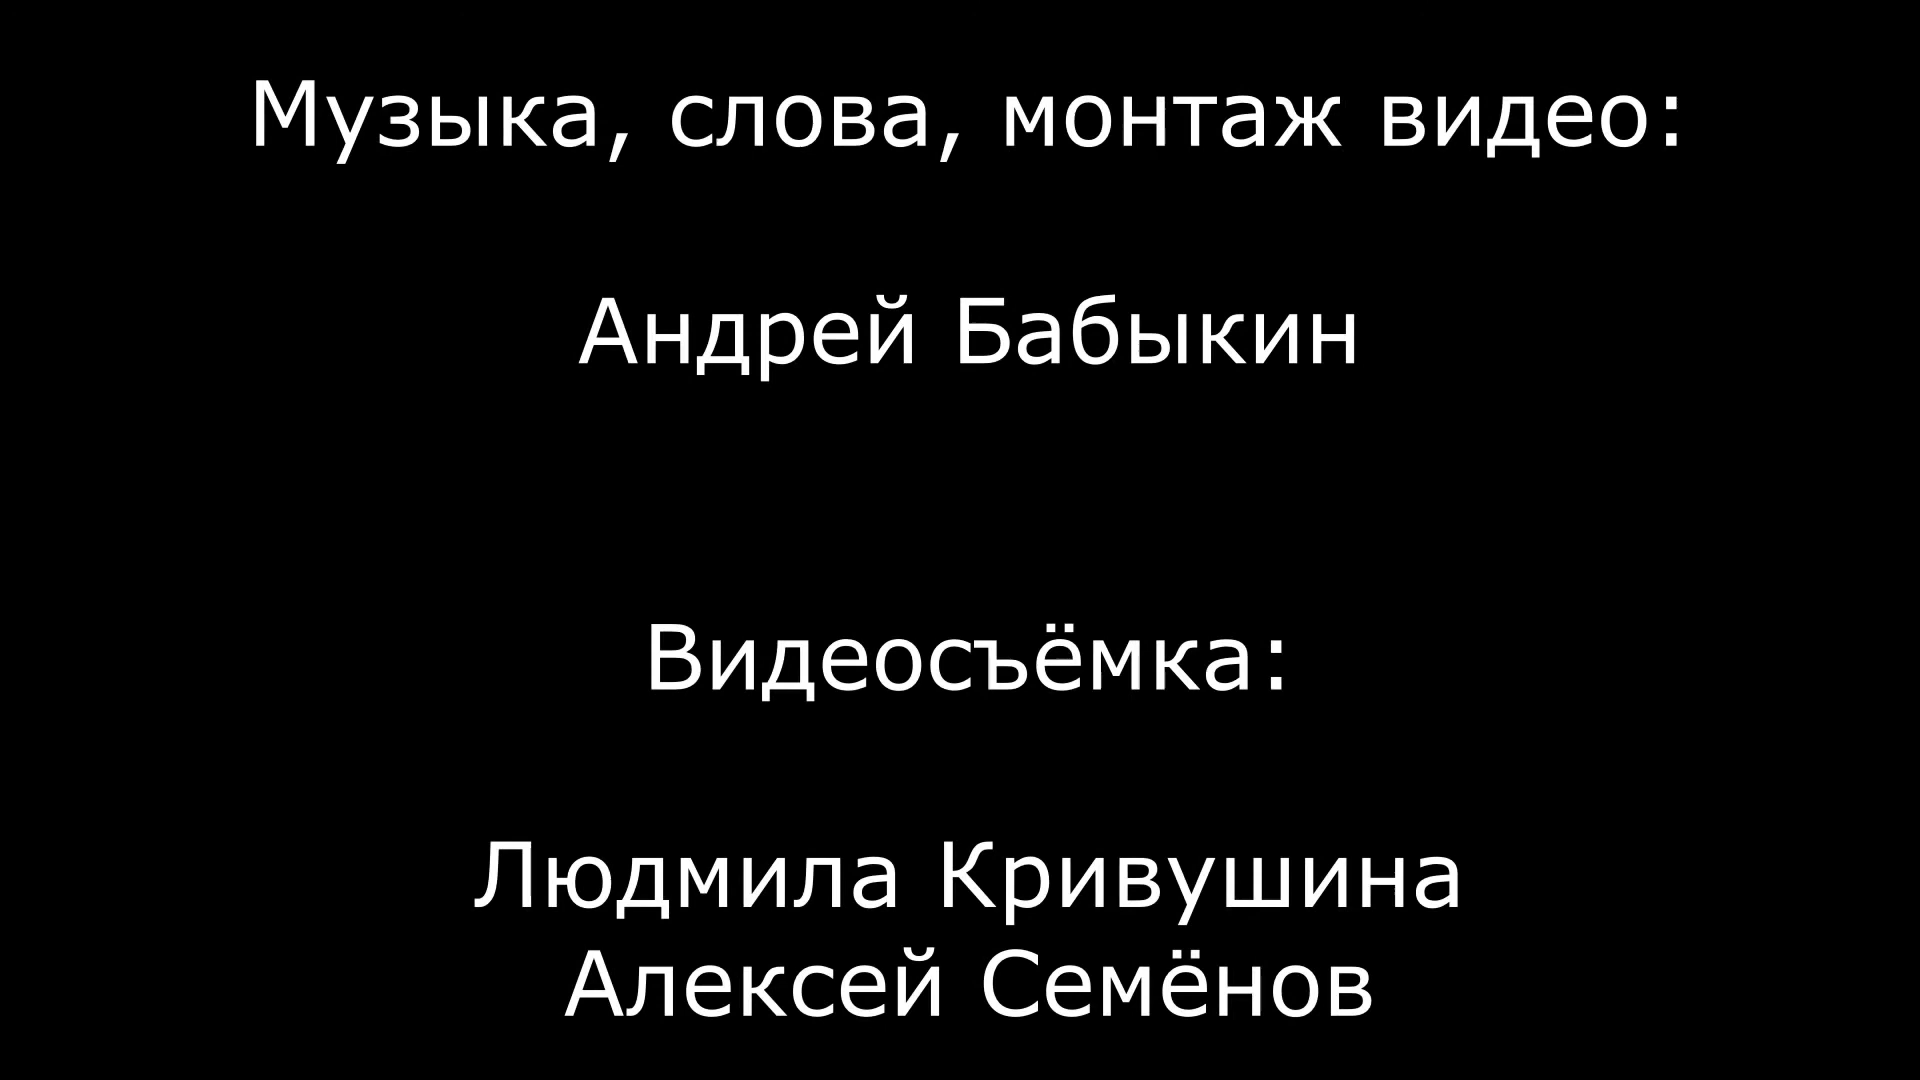 Музыка, слова, монтаж видео:
Андрей Бабыкин
Видеосъёмка:
Людмила Кривушина
Алексей Семёнов